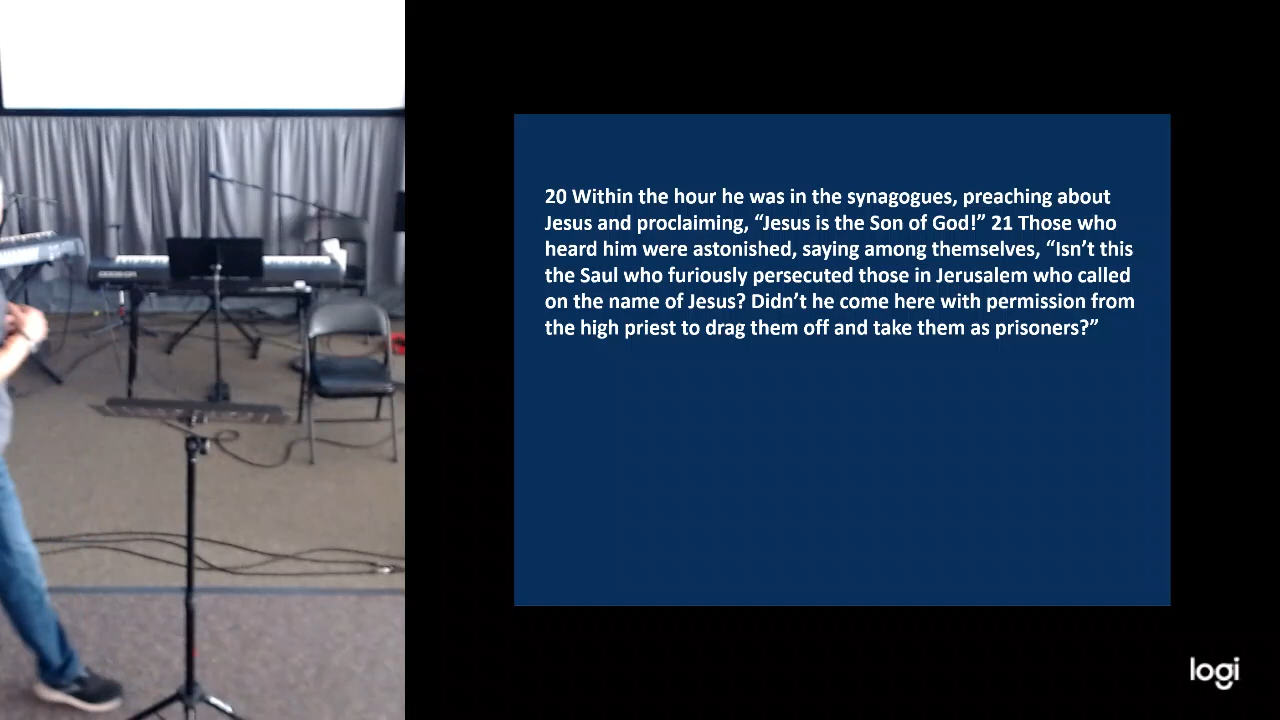 20 Within the hour he was in the synagogues, preaching about
Jesus and proclaiming, “Jesus is the Son of God!” 21 Those who
heard him were astonished, saying among themselves, “Isn’t this
the Saul who furiously persecuted those in Jerusalem who called
on the name of Jesus? Didn’t he come here with permission from
the high priest to drag them off and take them as prisoners?”
logi